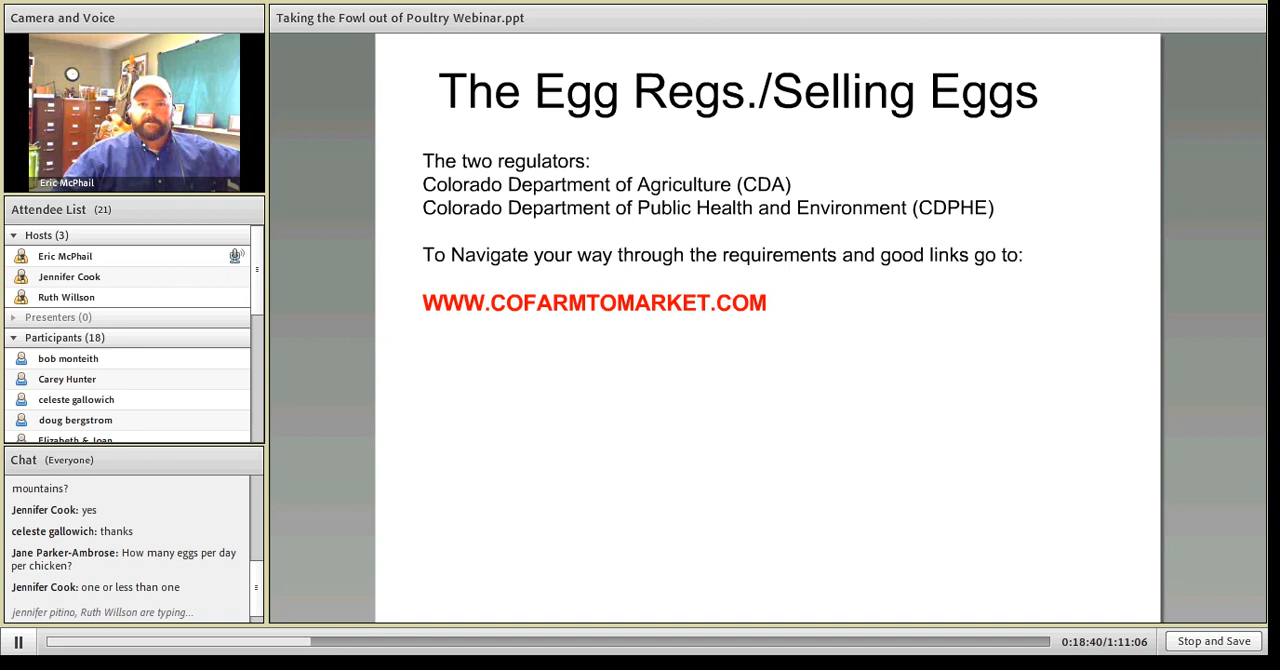 Camera and Voice
Eric McPhail
Attendee List (21)
Hosts (3)
Eric McPhail
Jennifer Cook
Ruth Willson
Presenters (0)
Participants (18)
bob monteith
Carey Hunter
celeste gallowich
doug bergstrom
Elizabeth & Joan
Chat (Everyone)
mountains?
Jennifer Cook: yes
celeste gallowich: thanks
Jane Parker-Ambrose: How many eggs per day
per chicken?
Jennifer Cook: one or less than one
jennifer pitino, Ruth Willson are typing...
Taking the Fowl out of Poultry Webinar.ppt
The Egg Regs./Selling Eggs
The two regulators:
Colorado Department of Agriculture (CDA)
Colorado Department of Public Health and Environment (CDPHE)
To Navigate your way through the requirements and good links go to:
WWW.COFARMTOMARKET.COM
0:18:40/1:11:06
Stop and Save